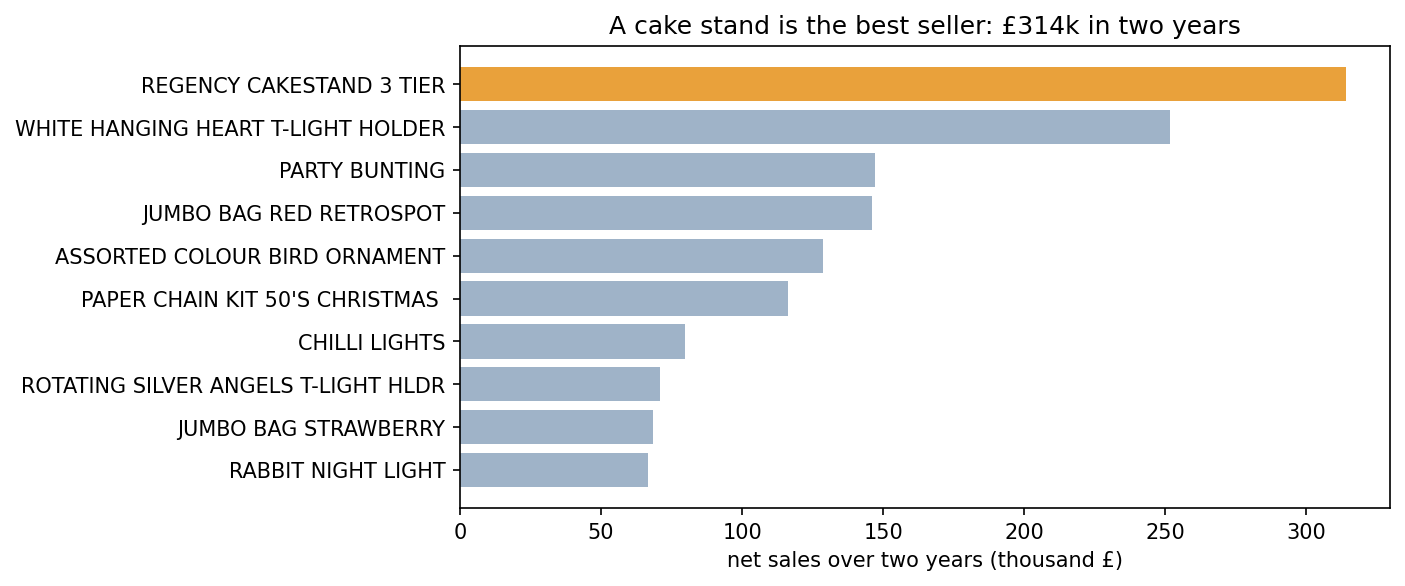 A cake stand is the best seller: £314k in two years
REGENCY CAKESTAND 3 TIER
WHITE HANGING HEART T-LIGHT HOLDER
PARTY BUNTING
JUMBO BAG RED RETROSPOT
ASSORTED COLOUR BIRD ORNAMENT
PAPER CHAIN KIT 50'S CHRISTMAS
CHILLI LIGHTS
ROTATING SILVER ANGELS T-LIGHT HLDR
JUMBO BAG STRAWBERRY
RABBIT NIGHT LIGHT
0 50 100 150 200 250 300
net sales over two years (thousand £)